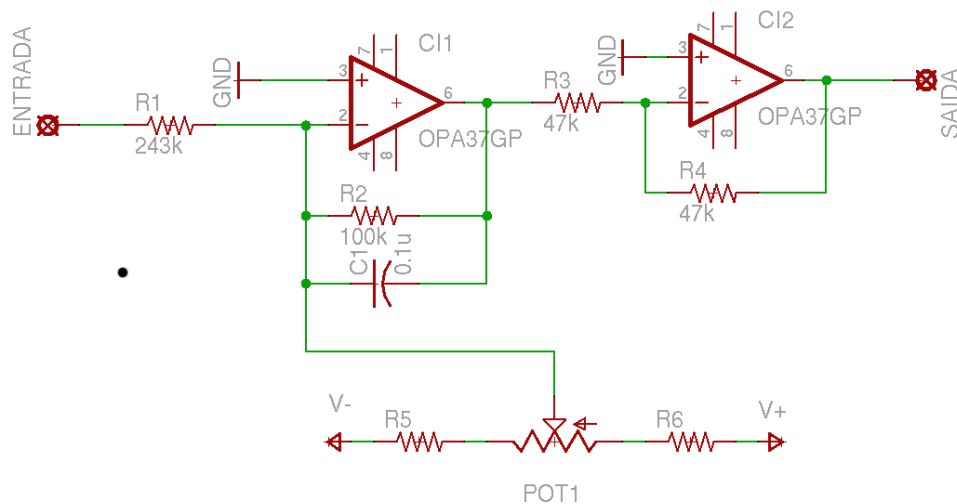 ENTRADA
R1
243k
GND
3
2
7
1
4
8
6
+
-
+
CI1
OPA37GP
R2
100k
C1
0.1u
R3
47k
GND
3
2
7
1
4
8
6
+
-
+
CI2
OPA37GP
R4
47k
SAIDA
V-
R5
POT1
R6
V+